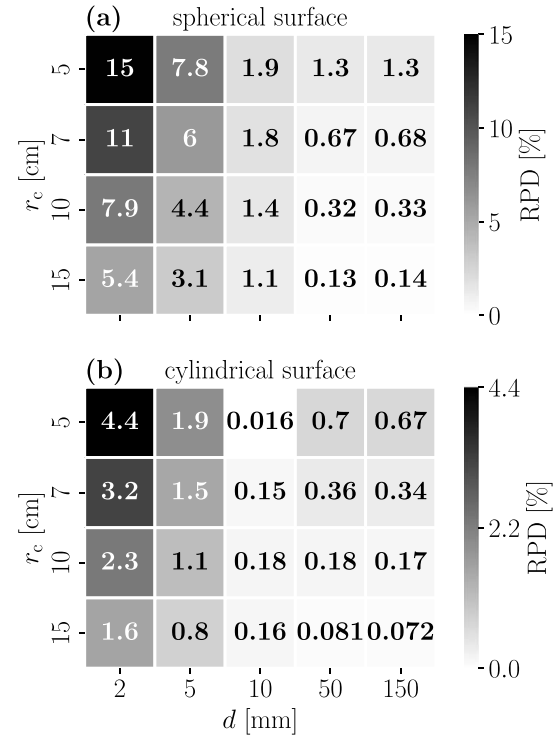 (a) spherical surface
5 15 7.8 1.9 1.3 1.3
7 11 6 1.8 0.67 0.68
10 7.9 4.4 1.4 0.32 0.33
15 5.4 3.1 1.1 0.13 0.14
r_c [cm]
15
10
5
0
RPD [%]
(b) cylindrical surface
5 4.4 1.9 0.016 0.7 0.67
7 3.2 1.5 0.15 0.36 0.34
10 2.3 1.1 0.18 0.18 0.17
15 1.6 0.8 0.16 0.081 0.072
r_c [cm]
2 5 10 50 150
d [mm]
4.4
2.2
0.0
RPD [%]